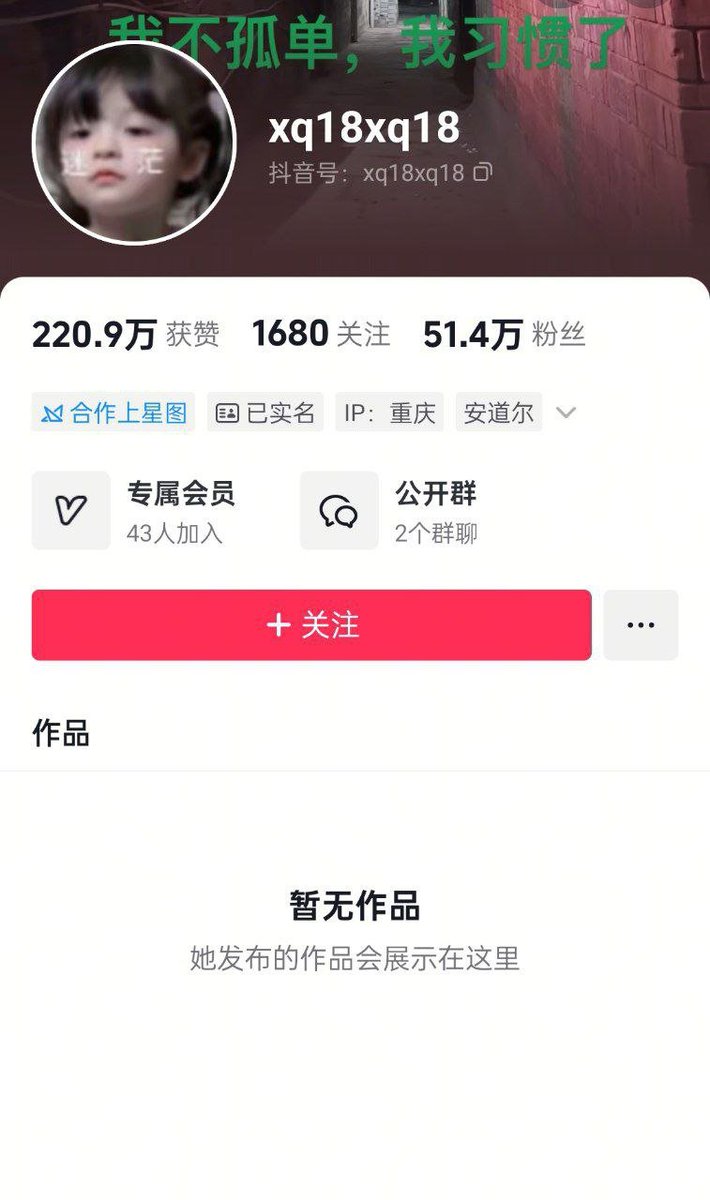 我不孤单，我习惯了
迷 茫
xq18xq18
抖音号：xq18xq18
220.9万 获赞 1680 关注 51.4万 粉丝
合作上星图 已实名 IP：重庆 安道尔
专属会员 公开群
43人加入 2个群聊
+ 关注 ...
作品
暂无作品
她发布的作品会展示在这里